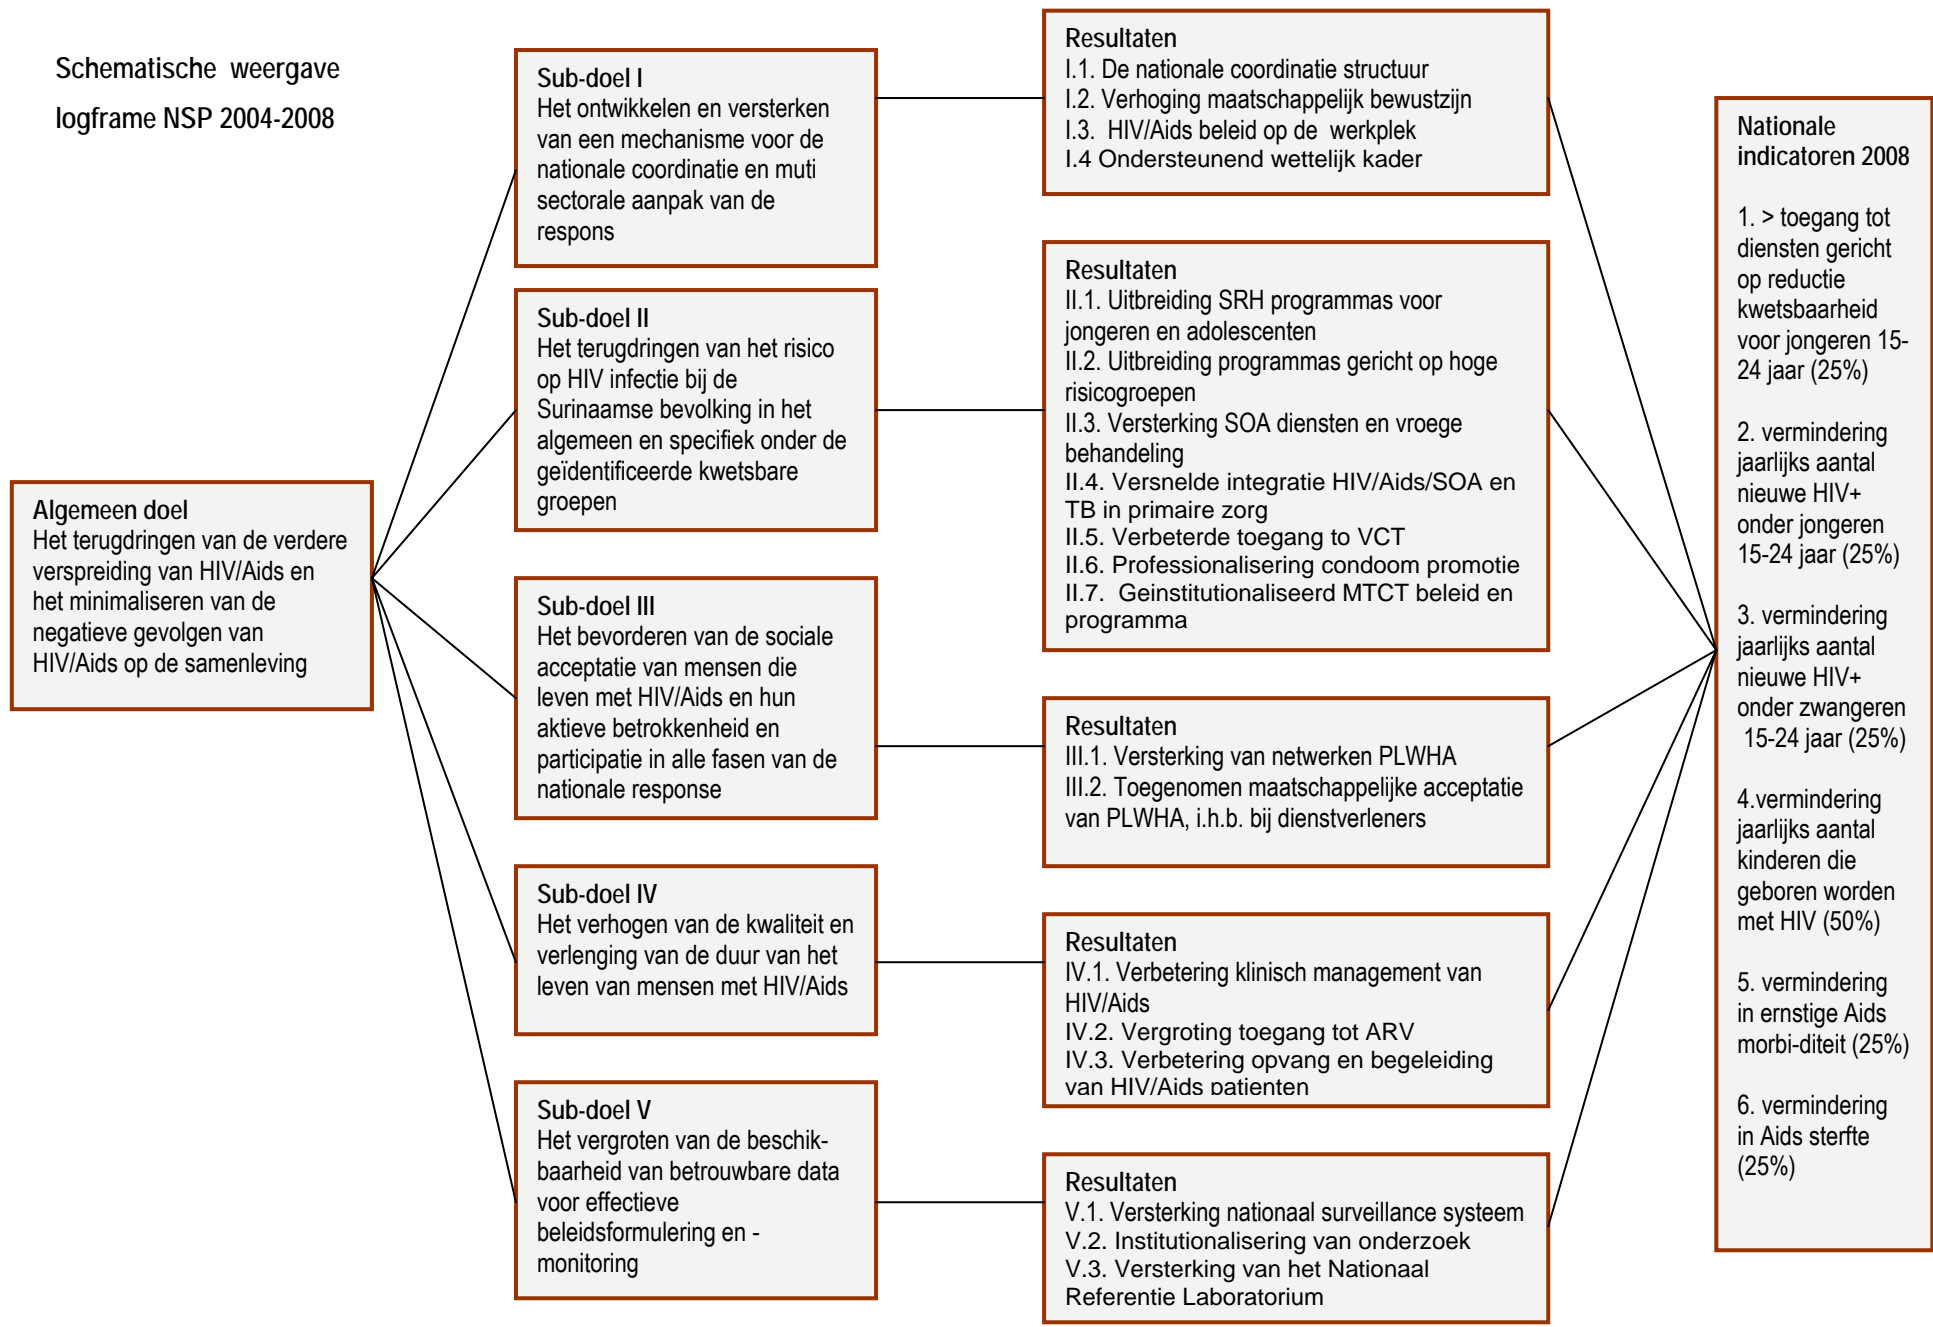 Schematische weergave
logframe NSP 2004-2008
Algemeen doel
Het terugdringen van de verdere
verspreiding van HIV/Aids en
het minimaliseren van de
negatieve gevolgen van
HIV/Aids op de samenleving
Sub-doel I
Het ontwikkelen en versterken
van een mechanisme voor de
nationale coordinatie en muti
sectorale aanpak van de
respons
Sub-doel II
Het terugdringen van het risico
op HIV infectie bij de
Surinaamse bevolking in het
algemeen en specifiek onder de
geïdentificeerde kwetsbare
groepen
Sub-doel III
Het bevorderen van de sociale
acceptatie van mensen die
leven met HIV/Aids en hun
aktieve betrokkenheid en
participatie in alle fasen van de
nationale response
Sub-doel IV
Het verhogen van de kwaliteit en
verlenging van de duur van het
leven van mensen met HIV/Aids
Sub-doel V
Het vergroten van de beschik-
baarheid van betrouwbare data
voor effectieve
beleidsformulering en -
monitoring
Resultaten
I.1. De nationale coordinatie structuur
I.2. Verhoging maatschappelijk bewustzijn
I.3. HIV/Aids beleid op de werkplek
I.4 Ondersteunend wettelijk kader
Resultaten
II.1. Uitbreiding SRH programmas voor
jongeren en adolescenten
II.2. Uitbreiding programmas gericht op hoge
risicogroepen
II.3. Versterking SOA diensten en vroege
behandeling
II.4. Versnelde integratie HIV/Aids/SOA en
TB in primaire zorg
II.5. Verbeterde toegang to VCT
II.6. Professionalisering condoom promotie
II.7. Geinstitutionaliseerd MTCT beleid en
programma
Resultaten
III.1. Versterking van netwerken PLWHA
III.2. Toegenomen maatschappelijke acceptatie
van PLWHA, i.h.b. bij dienstverleners
Resultaten
IV.1. Verbetering klinisch management van
HIV/Aids
IV.2. Vergroting toegang tot ARV
IV.3. Verbetering opvang en begeleiding
van HIV/Aids patienten
Resultaten
V.1. Versterking nationaal surveillance systeem
V.2. Institutionalisering van onderzoek
V.3. Versterking van het Nationaal
Referentie Laboratorium
Nationale
indicatoren 2008
1. > toegang tot
diensten gericht
op reductie
kwetsbaarheid
voor jongeren 15-
24 jaar (25%)
2. vermindering
jaarlijks aantal
nieuwe HIV+
onder jongeren
15-24 jaar (25%)
3. vermindering
jaarlijks aantal
nieuwe HIV+
onder zwangeren
15-24 jaar (25%)
4.vermindering
jaarlijks aantal
kinderen die
geboren worden
met HIV (50%)
5. vermindering
in ernstige Aids
morbi-diteit (25%)
6. vermindering
in Aids sterfte
(25%)